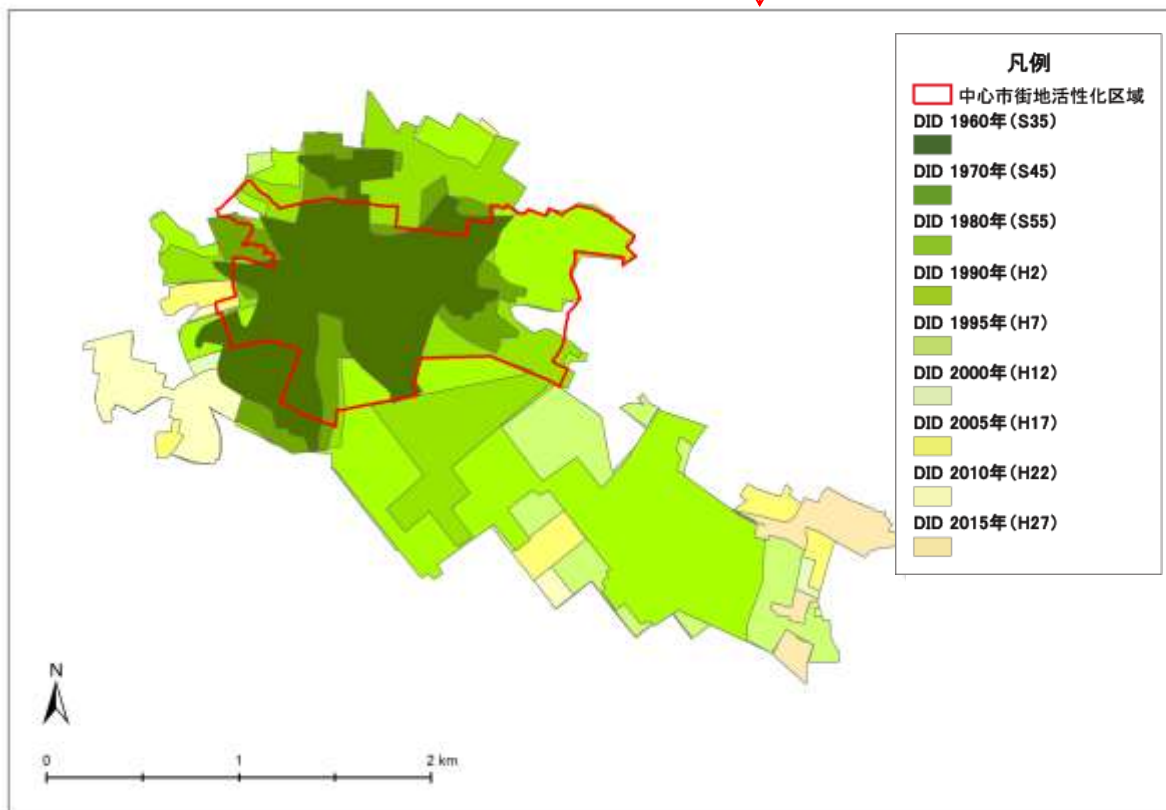 凡例
中心市街地活性化区域
DID 1960年(S35)
DID 1970年(S45)
DID 1980年(S55)
DID 1990年(H2)
DID 1995年(H7)
DID 2000年(H12)
DID 2005年(H17)
DID 2010年(H22)
DID 2015年(H27)
N
0 1 2 km